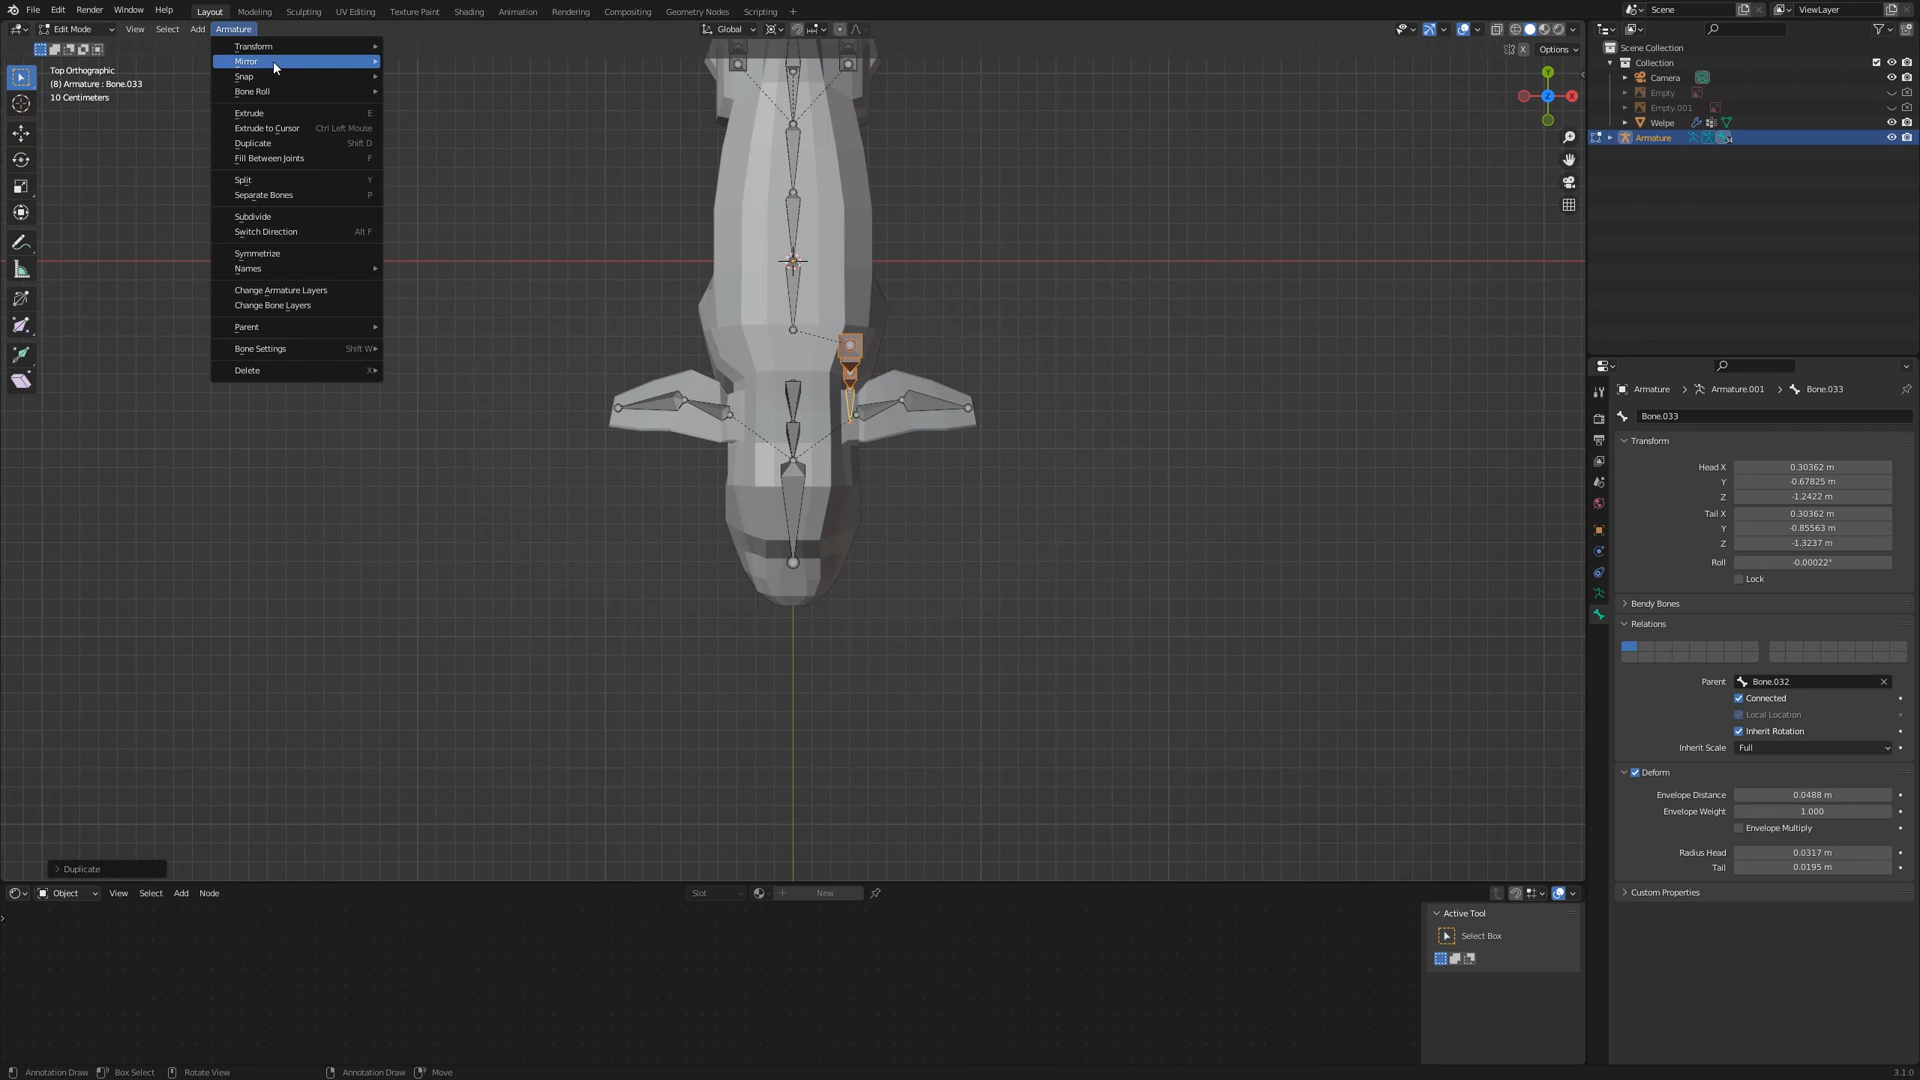 File Edit Render Window Help Layout Modeling Sculpting UV Editing Texture Paint Shading Animation Rendering Compositing Geometry Nodes Scripting + Scene ViewLayer
Edit Mode View Select Add Armature Global Options
Top Orthographic
(8) Armature : Bone.033
10 Centimeters
Transform
Mirror
Snap
Bone Roll
Extrude E
Extrude to Cursor Ctrl Left Mouse
Duplicate Shift D
Fill Between Joints F
Split Y
Separate Bones P
Subdivide
Switch Direction Alt F
Symmetrize
Names
Change Armature Layers
Change Bone Layers
Parent
Bone Settings Shift W
Delete X
X
Y
Z
X
Scene Collection
Collection
Camera
Empty
Empty.001
Welpe
Armature
Armature Armature.001 Bone.033
Bone.033
Transform
Head X 0.30362 m
Y -0.67825 m
Z -1.2422 m
Tail X 0.30362 m
Y -0.85563 m
Z -1.3237 m
Roll -0.00022°
Lock
Bendy Bones
Relations
Parent Bone.032
Connected
Local Location
Inherit Rotation
Inherit Scale Full
Deform
Envelope Distance 0.0488 m
Envelope Weight 1.000
Envelope Multiply
Radius Head 0.0317 m
Tail 0.0195 m
Custom Properties
Duplicate
Object View Select Add Node Slot New
Active Tool
Select Box
Annotation Draw Box Select Rotate View Annotation Draw Move 3.1.0